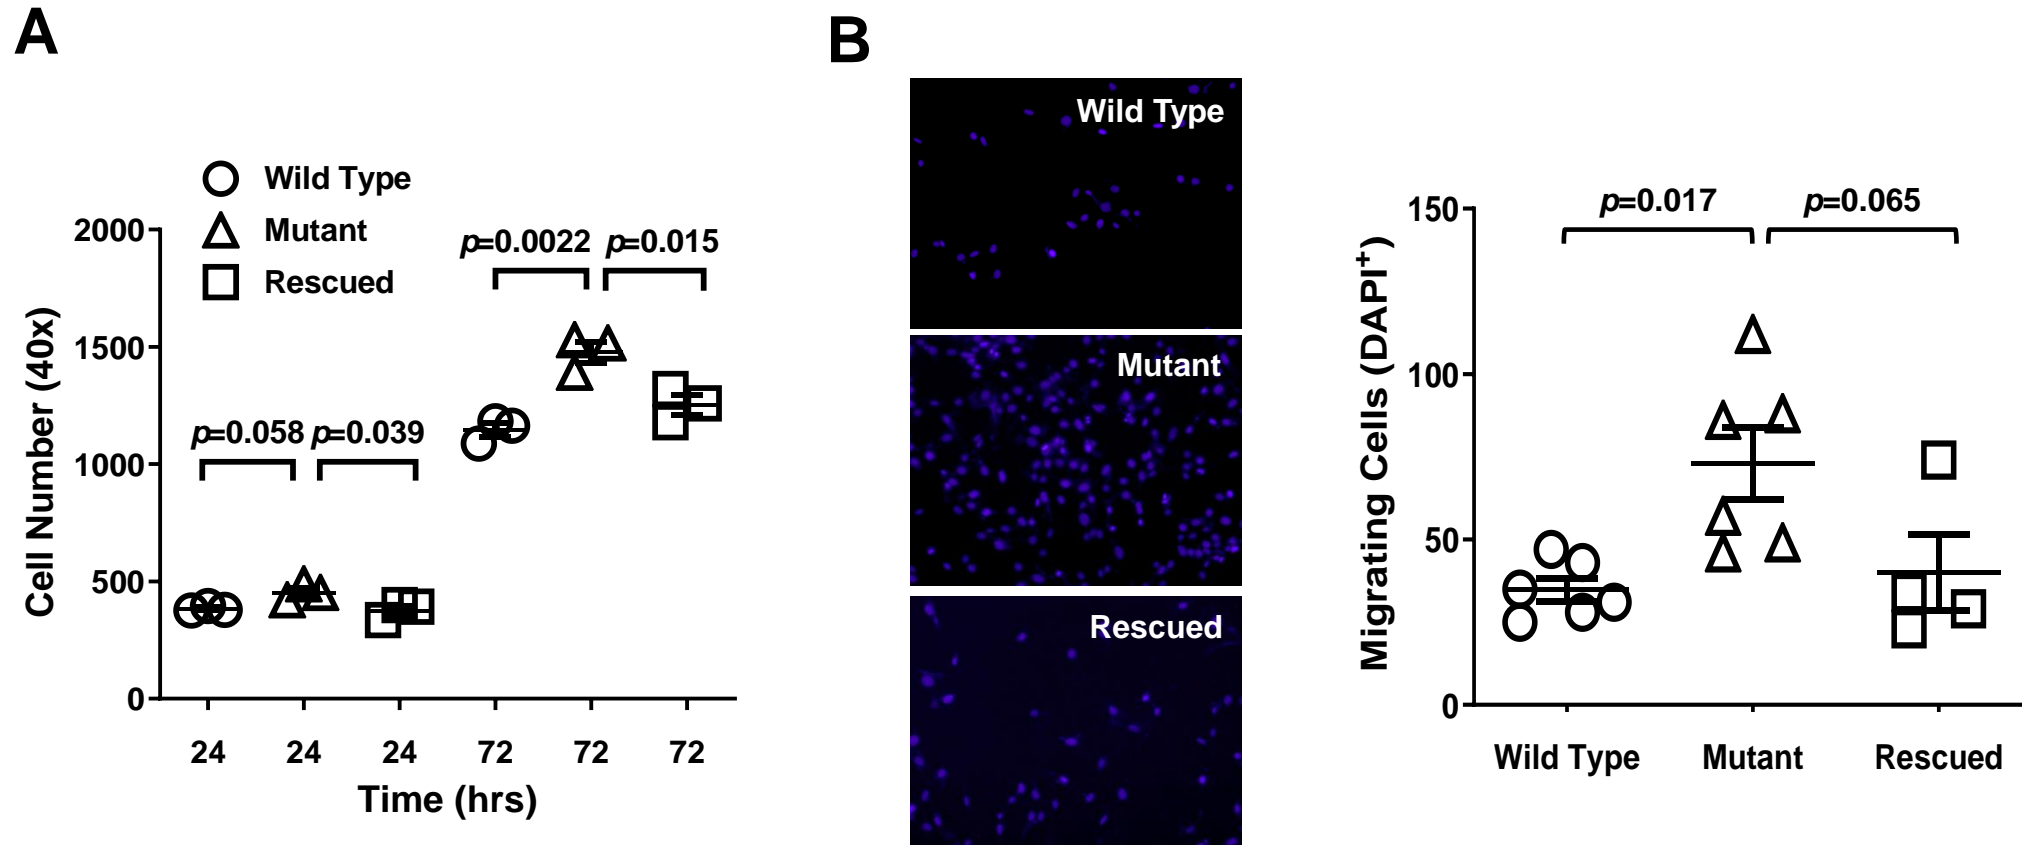 A
Wild Type
Mutant
Rescued
Cell Number (40x)
2000
1500
1000
500
0
p=0.0022 p=0.015
p=0.058 p=0.039
24 24 24 72 72 72
Time (hrs)
B
Wild Type
Mutant
Rescued
Migrating Cells (DAPI+)
150
100
50
0
p=0.017 p=0.065
Wild Type Mutant Rescued